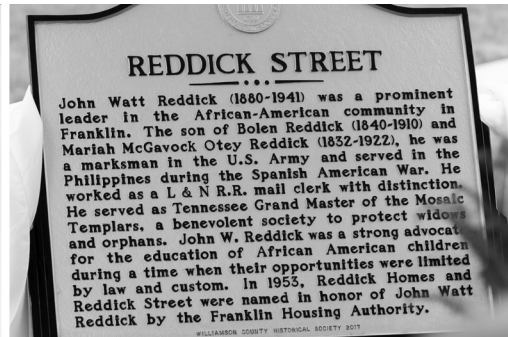 REDDICK STREET
John Watt Reddick (1880-1941) was a prominent
leader in the African-American community in
Franklin. The son of Bolen Reddick (1840-1910) and
Mariah McGavock Otey Reddick (1832-1922), he was
a marksman in the U.S. Army and served in the
Philippines during the Spanish American War. He
worked as a L & N R.R. mail clerk with distinction.
He served as Tennessee Grand Master of the Mosaic
Templars, a benevolent society to protect widows
and orphans. John W. Reddick was a strong advocate
for the education of African American children
during a time when their opportunities were limited
by law and custom. In 1953, Reddick Homes and
Reddick Street were named in honor of John Watt
Reddick by the Franklin Housing Authority.
WILLIAMSON COUNTY HISTORICAL SOCIETY 2017